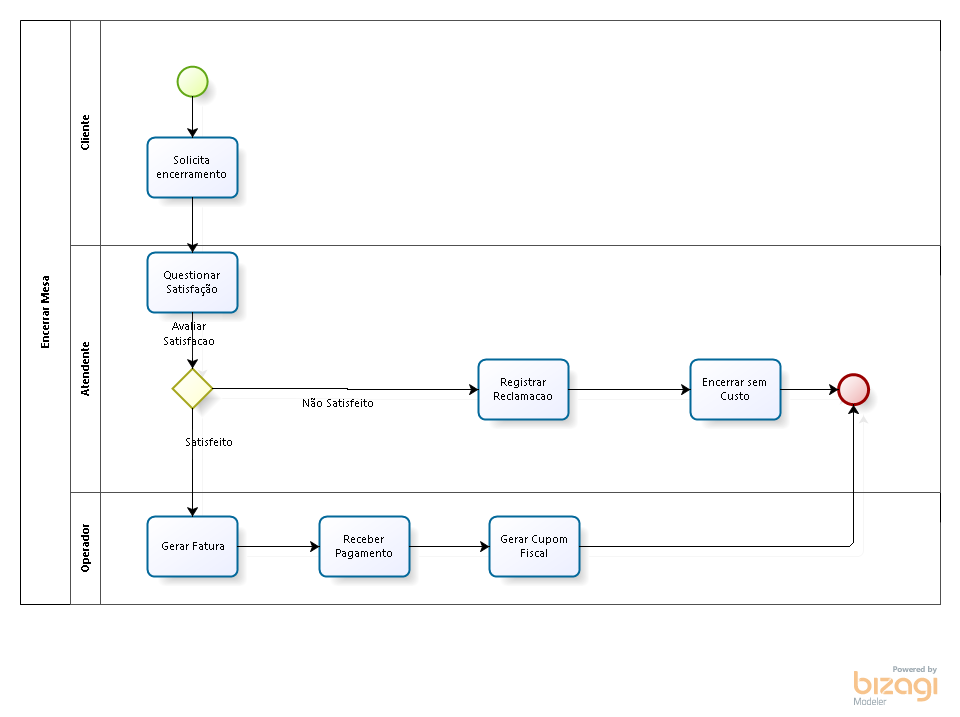 Encerrar Mesa
Cliente
Solicita
encerramento
Atendente
Questionar
Satisfação
Avaliar
Satisfacao
Não Satisfeito
Registrar
Reclamacao
Encerrar sem
Custo
Satisfeito
Operador
Gerar Fatura
Receber
Pagamento
Gerar Cupom
Fiscal
Powered by
bizagi
Modeler